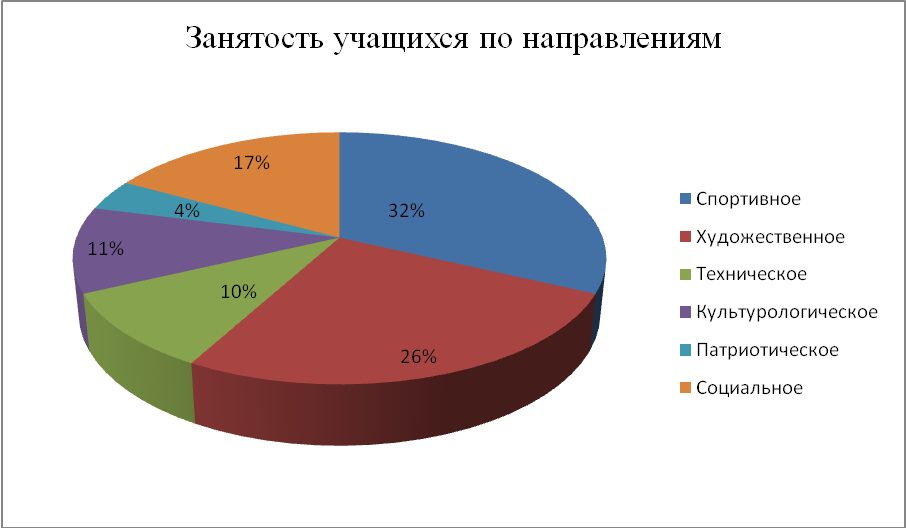 Занятость учащихся по направлениям
17%
32%
4%
11%
10%
26%
Спортивное
Художественное
Техническое
Культурологическое
Патриотическое
Социальное